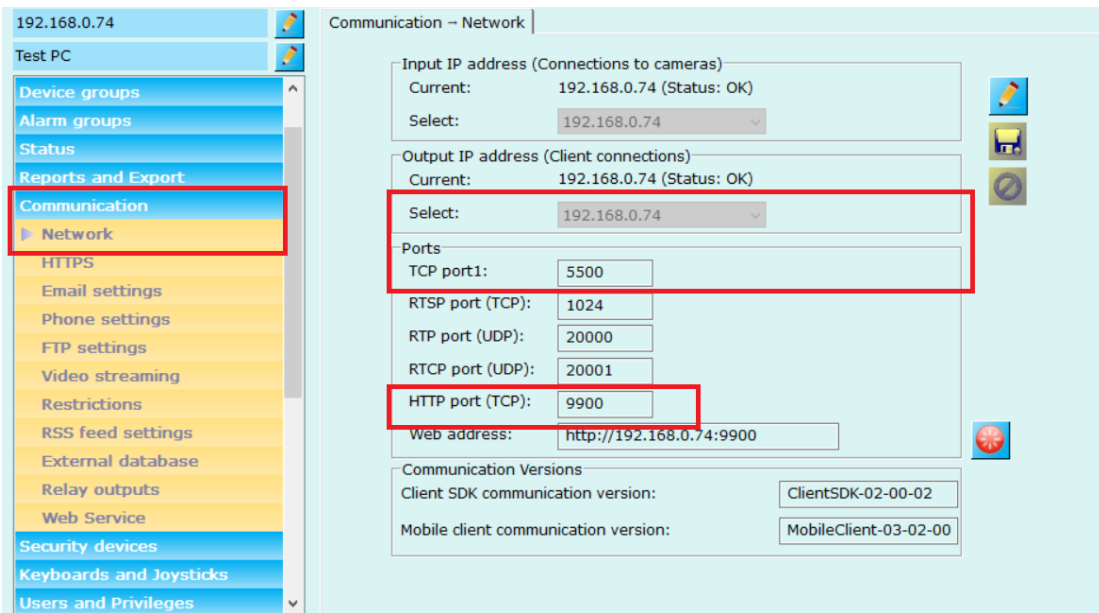 192.168.0.74
Test PC
Device groups
Alarm groups
Status
Reports and Export
Communication
Network
HTTPS
Email settings
Phone settings
FTP settings
Video streaming
Restrictions
RSS feed settings
External database
Relay outputs
Web Service
Security devices
Keyboards and Joysticks
Users and Privileges
Communication → Network
Input IP address (Connections to cameras)
Current: 192.168.0.74 (Status: OK)
Select: 192.168.0.74
Output IP address (Client connections)
Current: 192.168.0.74 (Status: OK)
Select: 192.168.0.74
Ports
TCP port1: 5500
RTSP port (TCP): 1024
RTP port (UDP): 20000
RTCP port (UDP): 20001
HTTP port (TCP): 9900
Web address: http://192.168.0.74:9900
Communication Versions
Client SDK communication version: ClientSDK-02-00-02
Mobile client communication version: MobileClient-03-02-00